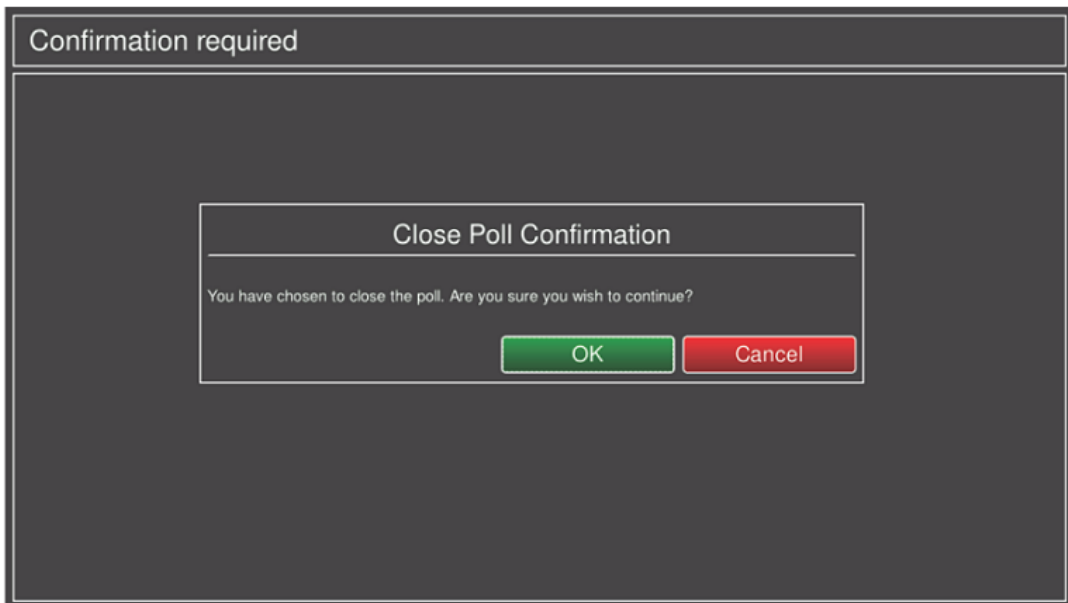 Confirmation required
Close Poll Confirmation
You have chosen to close the poll. Are you sure you wish to continue?
OK
Cancel